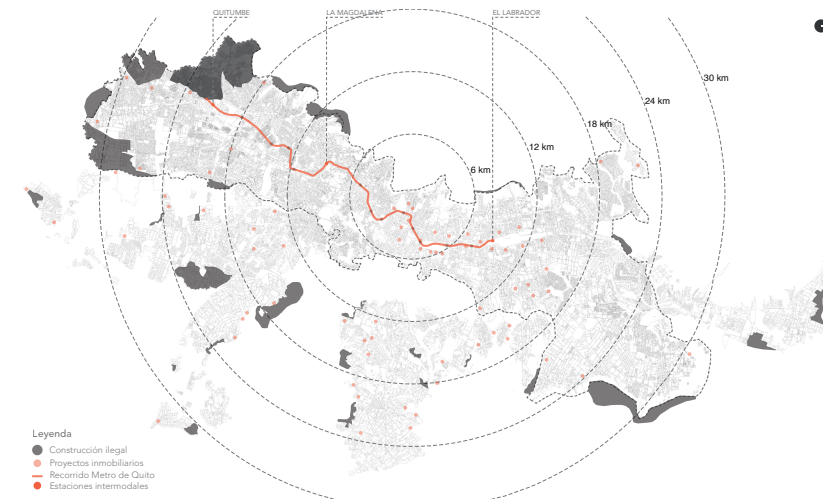 QUITUMBE
LA MAGDALENA
EL LABRADOR
30 km
24 km
18 km
12 km
6 km
Leyenda
Construcción ilegal
Proyectos inmobiliarios
Recorrido Metro de Quito
Estaciones intermodales